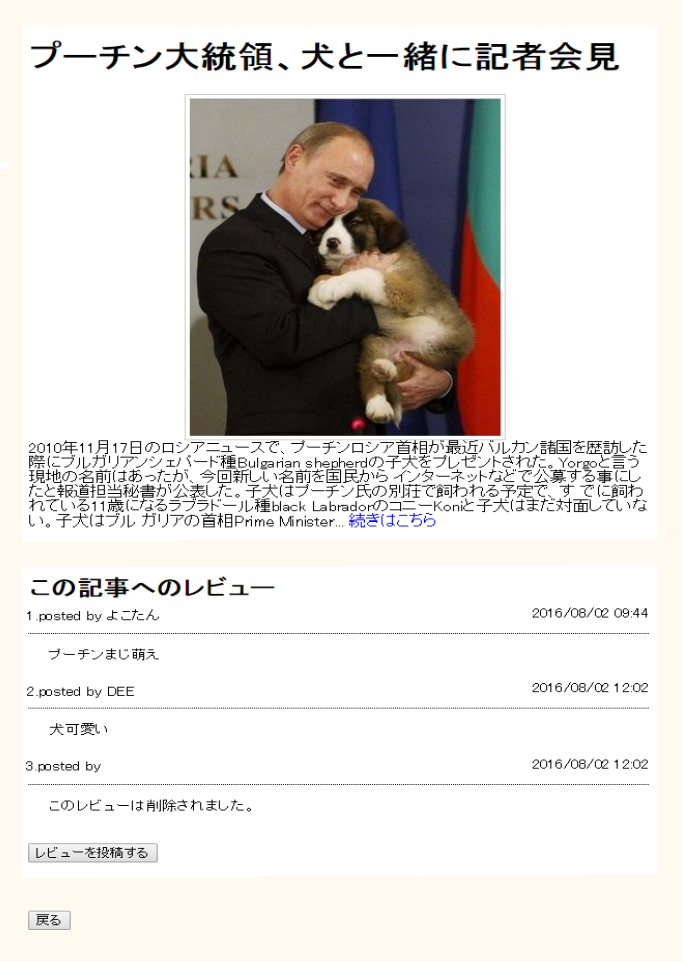 プーチン大統領、犬と一緒に記者会見
RIA
RS
2010年11月17日のロシアニュースで、プーチンロシア首相が最近バルカン諸国を歴訪した
際にブルガリアンシェパード種Bulgarian shepherdの子犬をプレゼントされた。Yorgoと言う
現地の名前はあったが、今回新しい名前を国民から インターネットなどで公募する事にし
たと報道担当秘書が公表した。子犬はプーチン氏の別荘で飼われる予定で、す でに飼わ
れている11歳になるラブラドール種black LabradorのコニーKoniと子犬はまだ対面していな
い。子犬はブル ガリアの首相Prime Minister... 続きはこちら
この記事へのレビュー
1.posted by よこたん 2016/08/02 09:44
プーチンまじ萌え
2.posted by DEE 2016/08/02 12:02
犬可愛い
3.posted by 2016/08/02 12:02
このレビューは削除されました。
レビューを投稿する
戻る